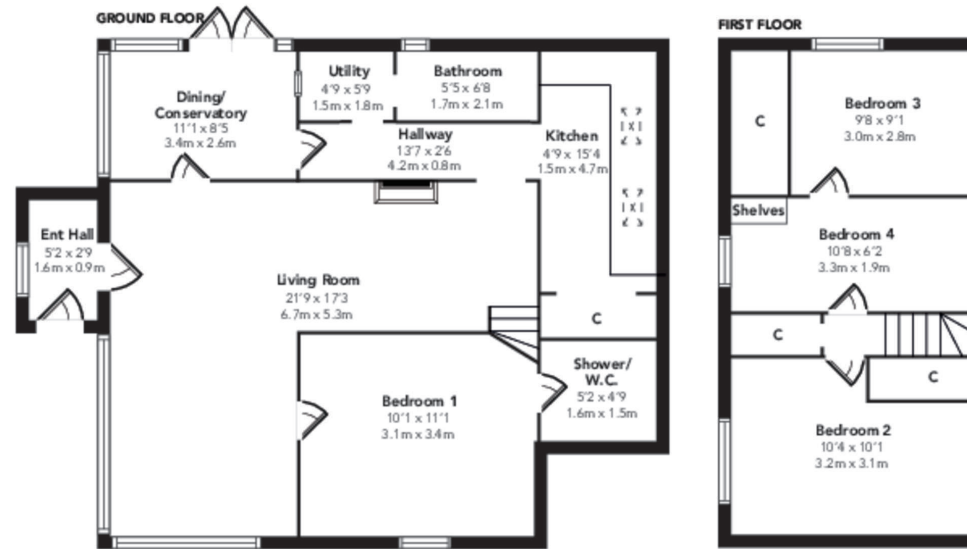 GROUND FLOOR
Dining/
Conservatory
11'1 x 8'5
3.4m x 2.6m
Utility
4'9 x 5'9
1.5m x 1.8m
Bathroom
5'5 x 6'8
1.7m x 2.1m
Hallway
13'7 x 2'6
4.2m x 0.8m
Kitchen
4'9 x 15'4
1.5m x 4.7m
Ent Hall
5'2 x 2'9
1.6m x 0.9m
Living Room
21'9 x 17'3
6.7m x 5.3m
C
Shower/
W.C.
5'2 x 4'9
1.6m x 1.5m
Bedroom 1
10'1 x 11'1
3.1m x 3.4m
FIRST FLOOR
C
Bedroom 3
9'8 x 9'1
3.0m x 2.8m
Shelves
Bedroom 4
10'8 x 6'2
3.3m x 1.9m
C
C
Bedroom 2
10'4 x 10'1
3.2m x 3.1m